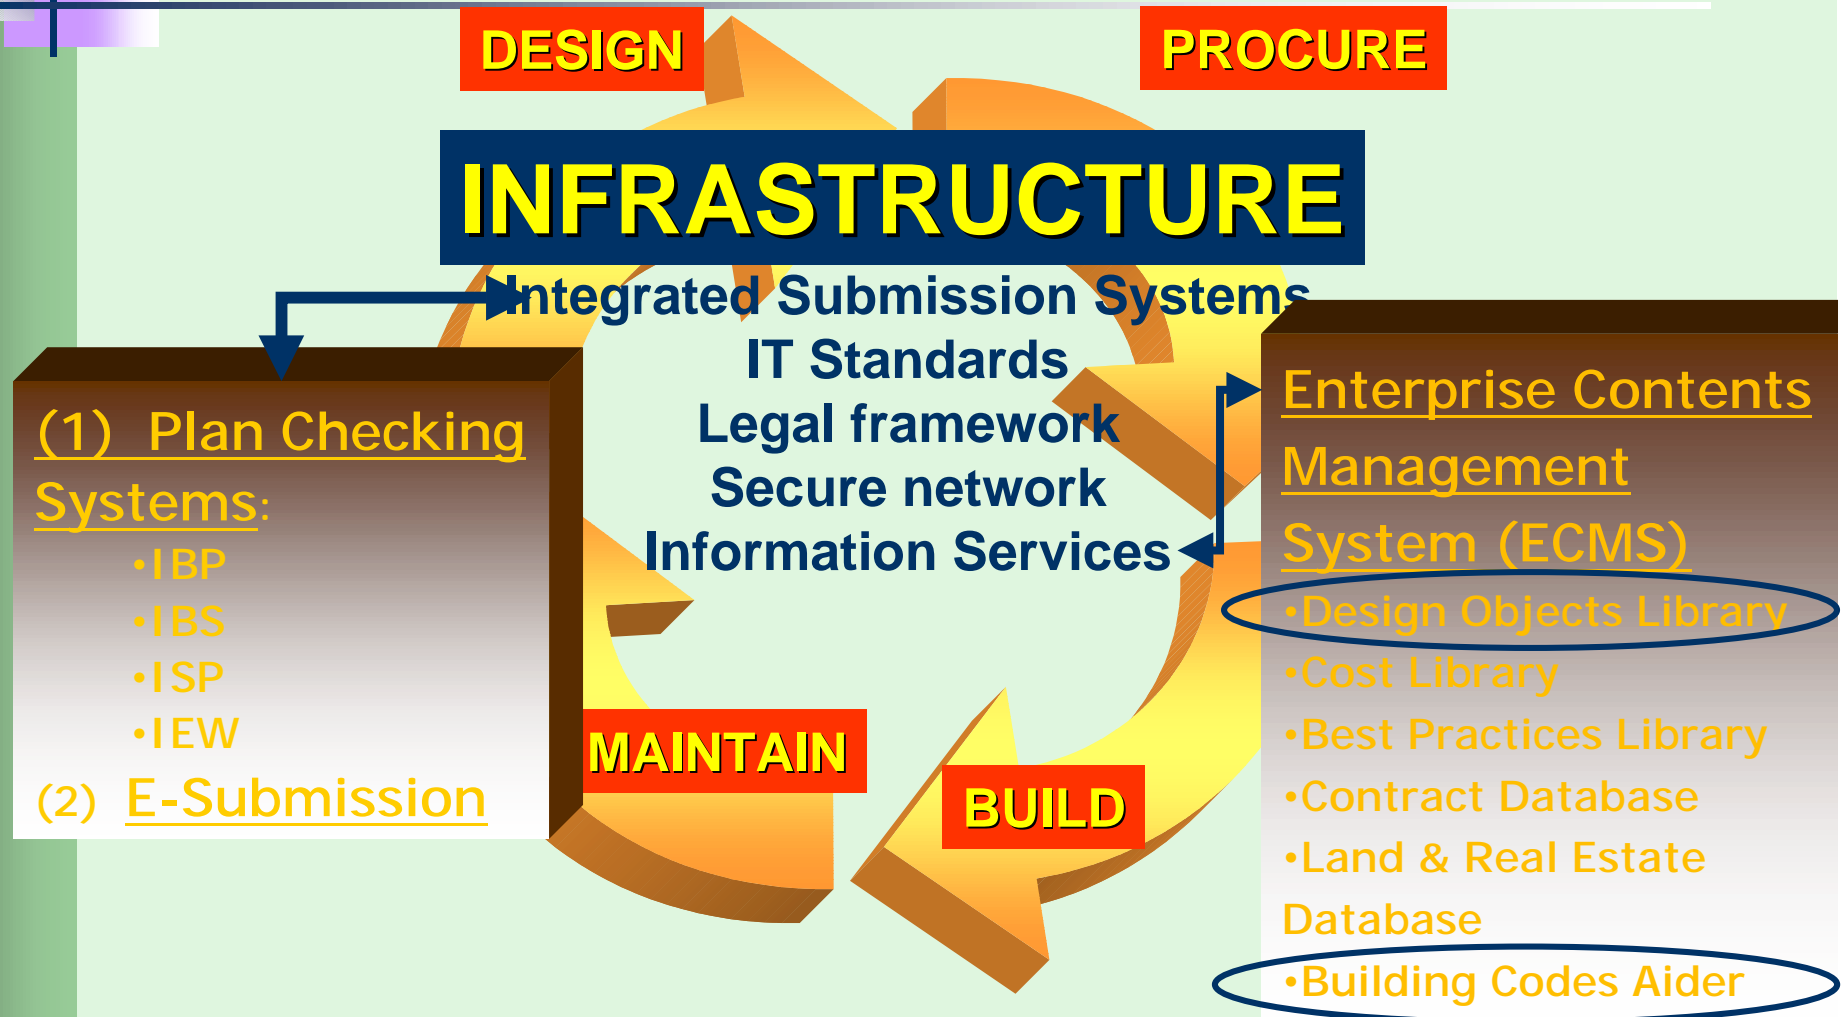 DESIGN
PROCURE
INFRASTRUCTURE
Integrated Submission Systems
IT Standards
Legal framework
Secure network
Information Services
(1) Plan Checking
Systems:
•IBP
•IBS
•ISP
•IEW
(2) E-Submission
MAINTAIN
BUILD
Enterprise Contents
Management
System (ECMS)
•Design Objects Library
•Cost Library
•Best Practices Library
•Contract Database
•Land & Real Estate
Database
•Building Codes Aider